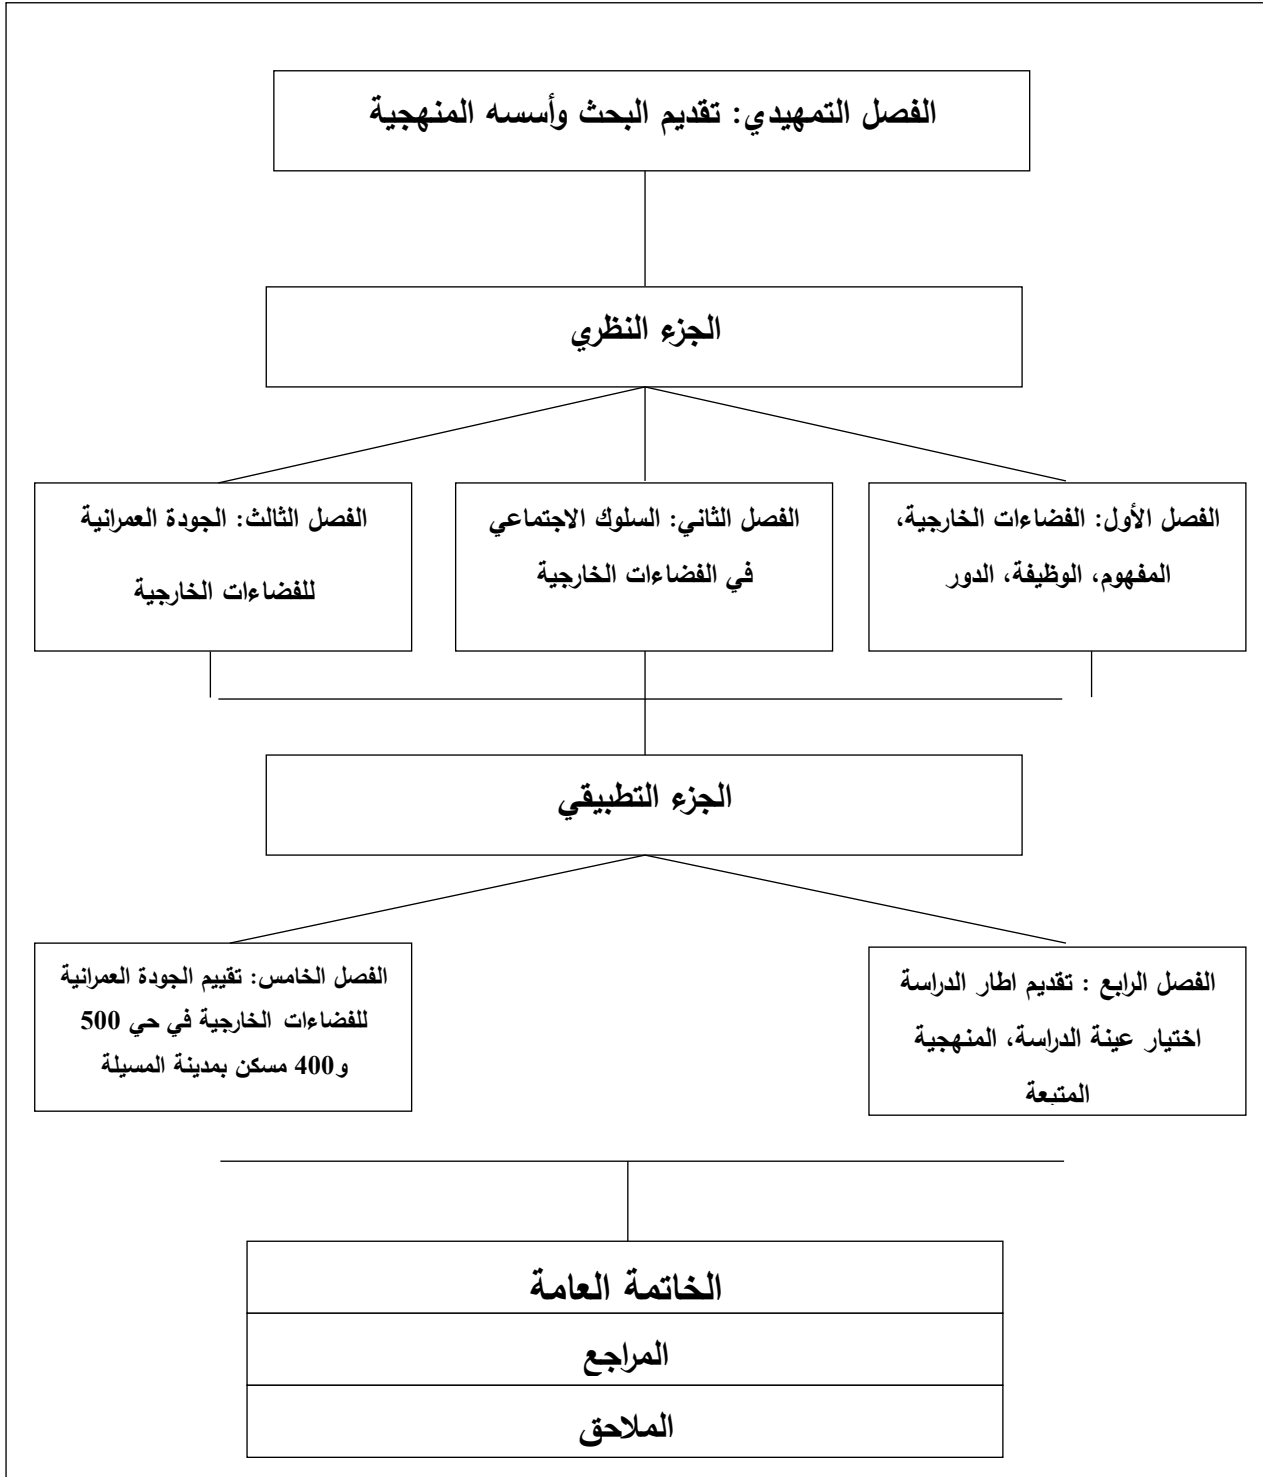 الفصل التمهيدي: تقديم البحث وأسسه المنهجية
الجزء النظري
الفصل الأول: الفضاءات الخارجية،
المفهوم، الوظيفة، الدور
الفصل الثاني: السلوك الاجتماعي
في الفضاءات الخارجية
الفصل الثالث: الجودة العمرانية
للفضاءات الخارجية
الجزء التطبيقي
الفصل الرابع : تقديم اطار الدراسة
اختيار عينة الدراسة، المنهجية
المتبعة
الفصل الخامس: تقييم الجودة العمرانية
للفضاءات الخارجية في حي 500
و400 مسكن بمدينة المسيلة
الخاتمة العامة
المراجع
الملاحق